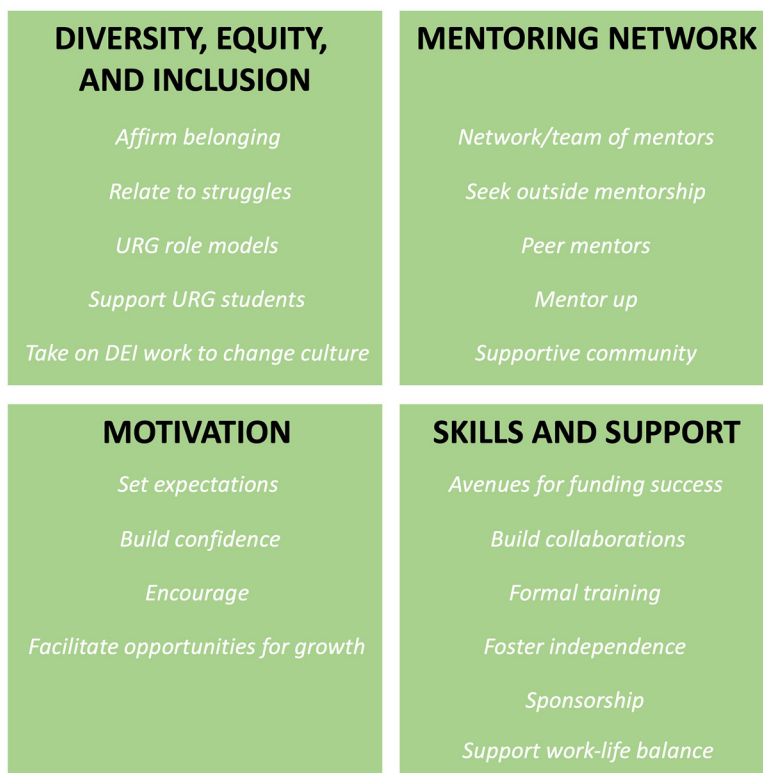 DIVERSITY, EQUITY,
AND INCLUSION
Affirm belonging
Relate to struggles
URG role models
Support URG students
Take on DEI work to change culture
MENTORING NETWORK
Network/team of mentors
Seek outside mentorship
Peer mentors
Mentor up
Supportive community
MOTIVATION
Set expectations
Build confidence
Encourage
Facilitate opportunities for growth
SKILLS AND SUPPORT
Avenues for funding success
Build collaborations
Formal training
Foster independence
Sponsorship
Support work-life balance